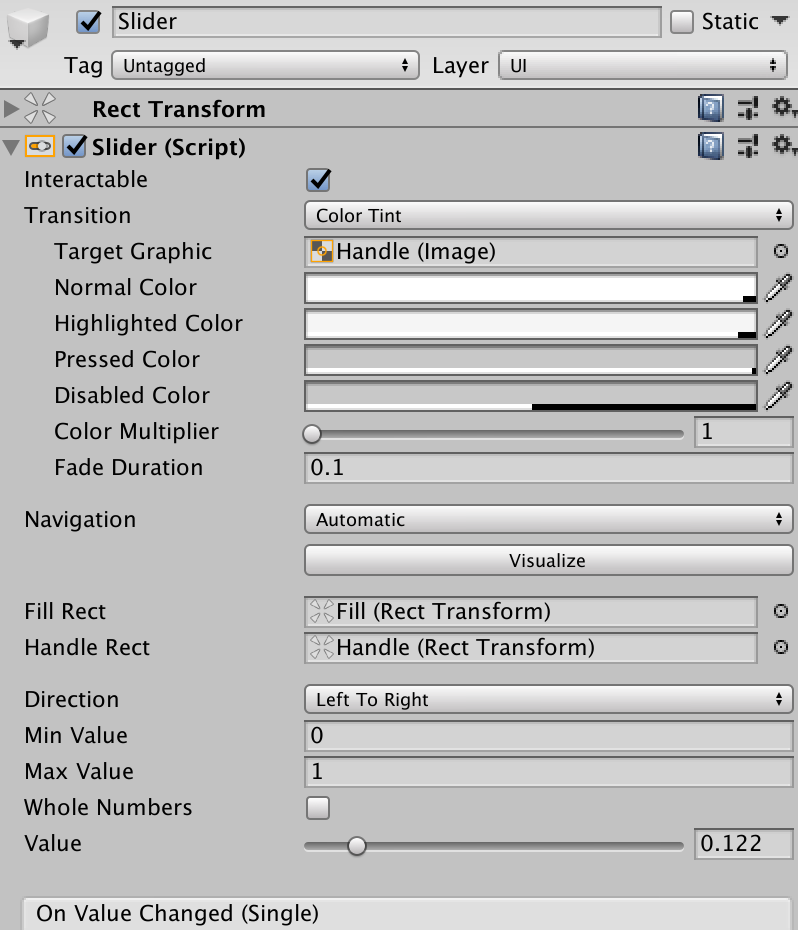 Slider Static
Tag Untagged Layer UI
Rect Transform
Slider (Script)
Interactable
Transition Color Tint
Target Graphic Handle (Image)
Normal Color
Highlighted Color
Pressed Color
Disabled Color
Color Multiplier 1
Fade Duration 0.1
Navigation Automatic
Visualize
Fill Rect Fill (Rect Transform)
Handle Rect Handle (Rect Transform)
Direction Left To Right
Min Value 0
Max Value 1
Whole Numbers
Value 0.122
On Value Changed (Single)